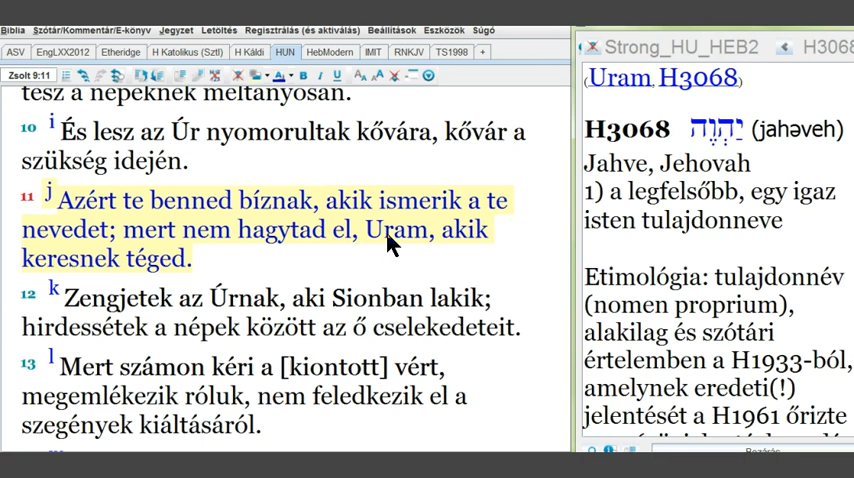 Biblia Szótár/Kommentár/E-könyv Jegyzet Letöltés Regisztrálás (és aktiválás) Beállítások Eszközök Súgó
ASV EngLXX2012 Etheridge H Katolikus (Sztl) H Káldi HUN HebModern IMIT RNKJV TS1998 +
Zsolt 9:11
tesz a népeknek méltányosan.
10 i És lesz az Úr nyomorultak kővára, kővár a
szükség idején.
11 j Azért te benned bíznak, akik ismerik a te
nevedet; mert nem hagytad el, Uram, akik
keresnek téged.
12 k Zengjetek az Úrnak, aki Sionban lakik;
hirdessétek a népek között az ő cselekedeteit.
13 l Mert számon kéri a [kiontott] vért,
megemlékezik róluk, nem feledkezik el a
szegények kiáltásáról.
Strong_HU_HEB2 H3068
(Uram, H3068)
H3068 יַהְוֶה (jahəveh)
Jahve, Jehovah
1) a legfelsőbb, egy igaz
isten tulajdonneve
Etimológia: tulajdonnév
(nomen proprium),
alakilag és szótári
értelemben a H1933-ból,
amelynek eredeti(!)
jelentését a H1961 őrizte